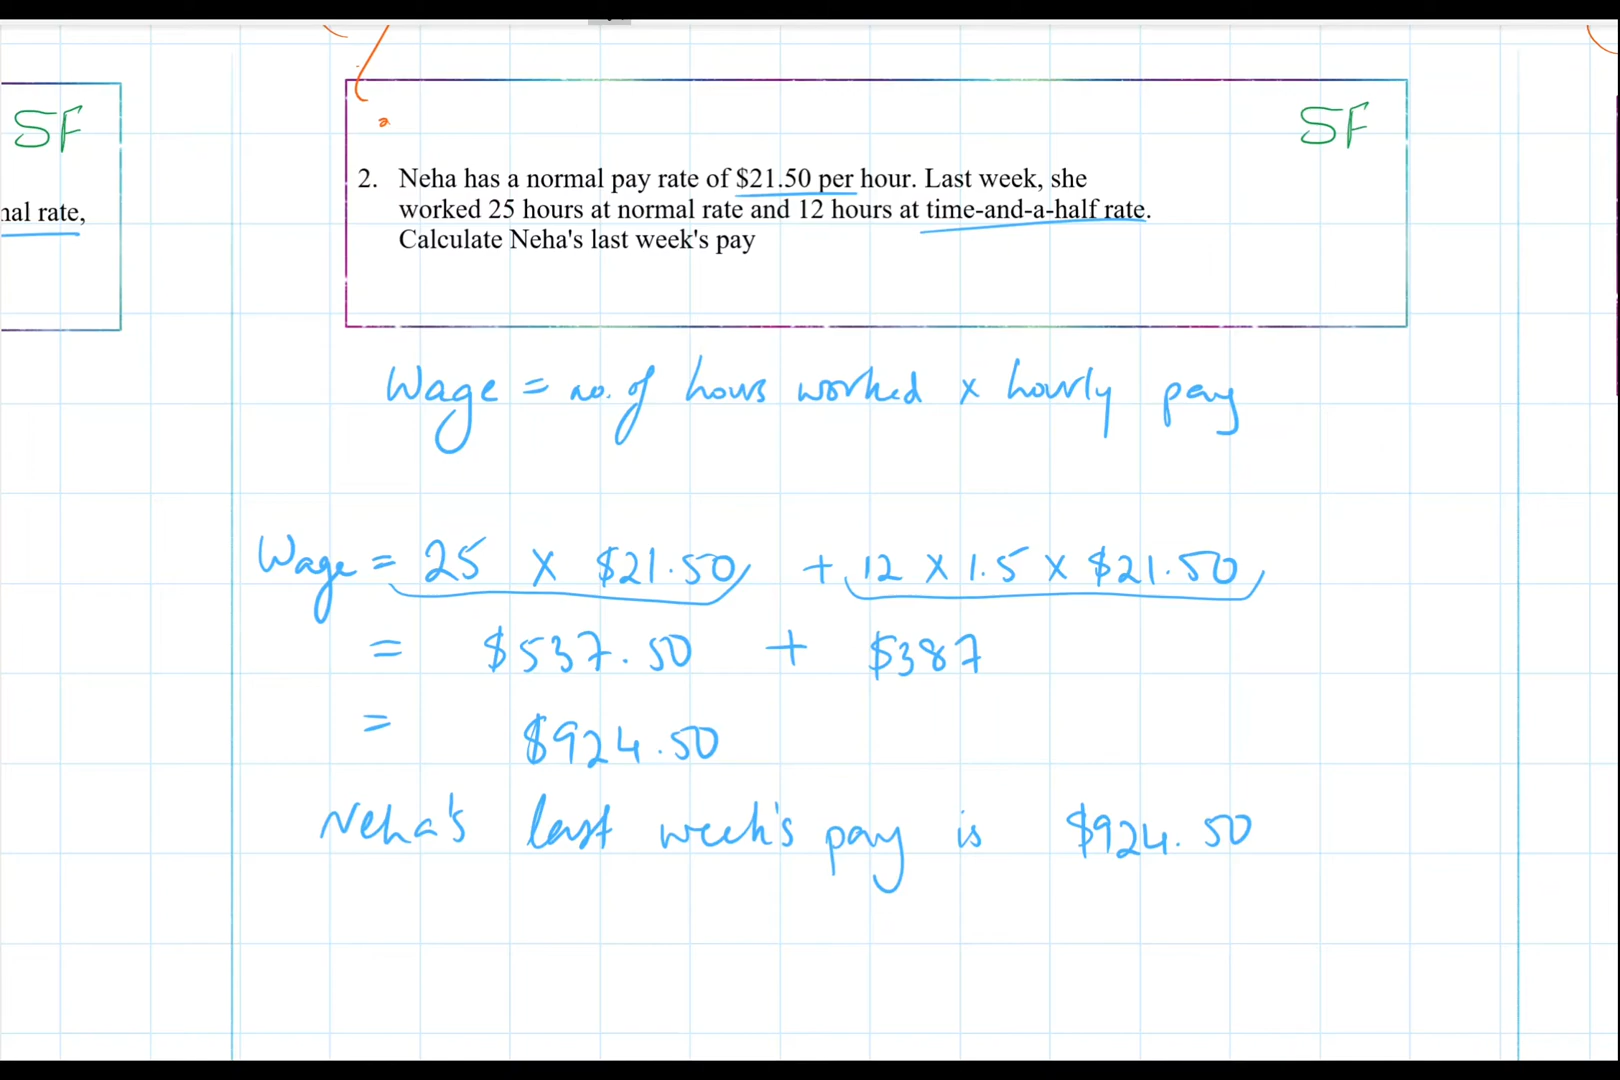 SF
SF
nal rate,
2. Neha has a normal pay rate of $21.50 per hour. Last week, she
worked 25 hours at normal rate and 12 hours at time-and-a-half rate.
Calculate Neha's last week's pay
Wage = no. of hours worked x hourly pay
Wage = 25 x $21.50 + 12 x 1.5 x $21.50
= $537.50 + $387
= $924.50
Neha's last week's pay is $924.50